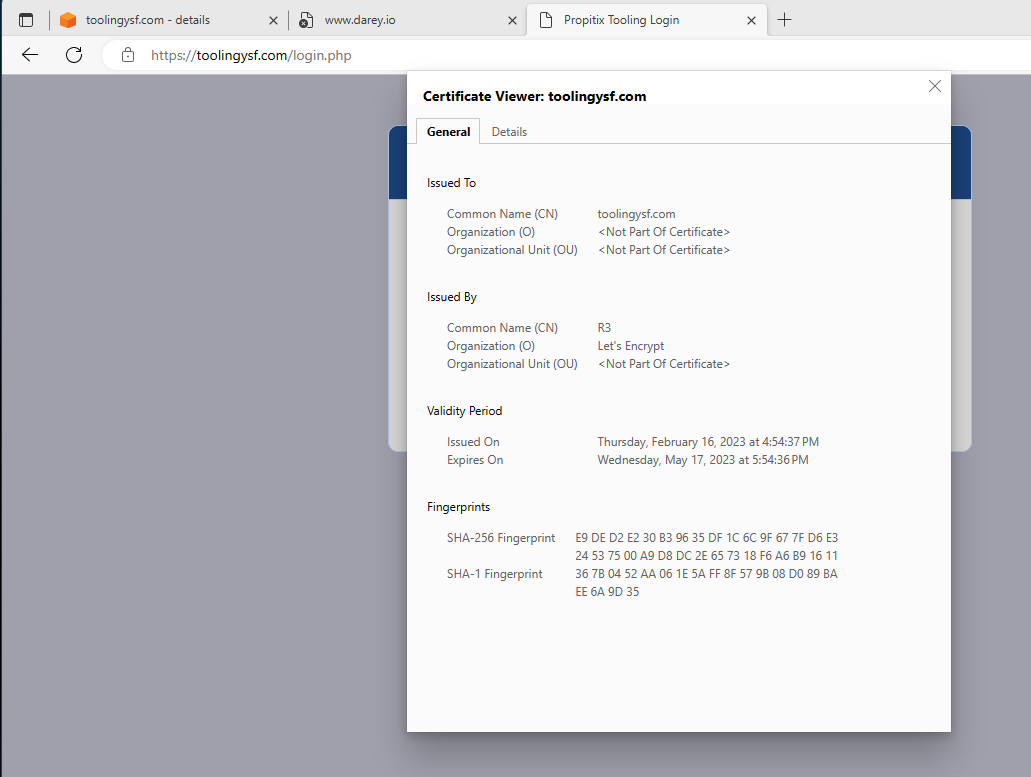 toolingysf.com - details
www.darey.io
Propitix Tooling Login
https://toolingysf.com/login.php
Certificate Viewer: toolingysf.com
General Details
Issued To
Common Name (CN) toolingysf.com
Organization (O) <Not Part Of Certificate>
Organizational Unit (OU) <Not Part Of Certificate>
Issued By
Common Name (CN) R3
Organization (O) Let's Encrypt
Organizational Unit (OU) <Not Part Of Certificate>
Validity Period
Issued On Thursday, February 16, 2023 at 4:54:37 PM
Expires On Wednesday, May 17, 2023 at 5:54:36 PM
Fingerprints
SHA-256 Fingerprint E9 DE D2 E2 30 B3 96 35 DF 1C 6C 9F 67 7F D6 E3
24 53 75 00 A9 D8 DC 2E 65 73 18 F6 A6 B9 16 11
SHA-1 Fingerprint 36 7B 04 52 AA 06 1E 5A FF 8F 57 9B 08 D0 89 BA
EE 6A 9D 35